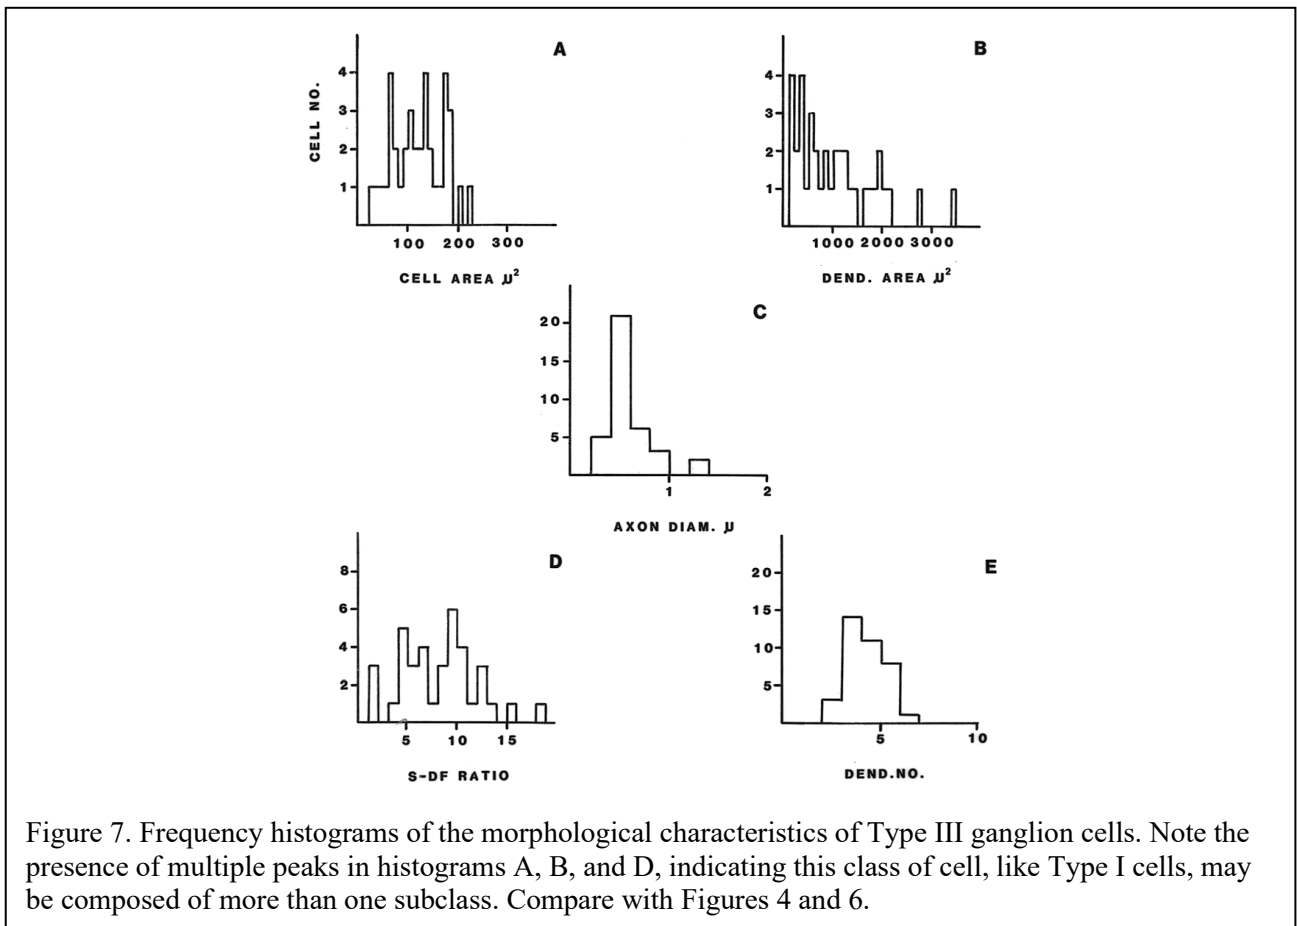 A
B
CELL NO.
4
3
2
1
100 200 300
CELL AREA µ²
4
3
2
1
1000 2000 3000
DEND. AREA µ²
C
20
15
10
5
1 2
AXON DIAM. µ
D
8
6
4
2
5 10 15
S-DF RATIO
E
20
15
10
5
5 10
DEND.NO.
Figure 7. Frequency histograms of the morphological characteristics of Type III ganglion cells. Note the
presence of multiple peaks in histograms A, B, and D, indicating this class of cell, like Type I cells, may
be composed of more than one subclass. Compare with Figures 4 and 6.